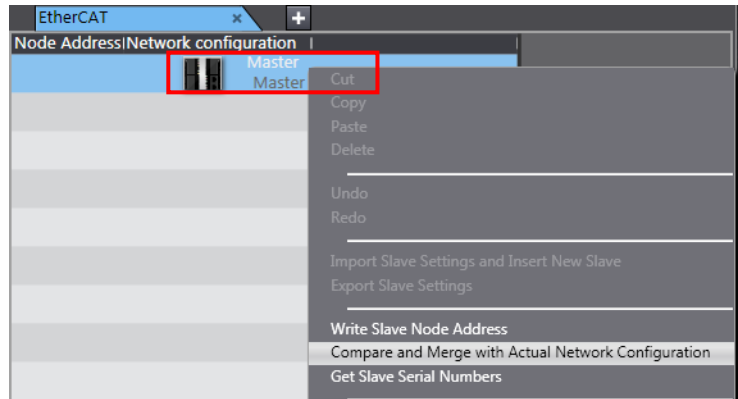 EtherCAT × +
Node Address|Network configuration |
Master
Master
Cut
Copy
Paste
Delete
Undo
Redo
Import Slave Settings and Insert New Slave
Export Slave Settings
Write Slave Node Address
Compare and Merge with Actual Network Configuration
Get Slave Serial Numbers